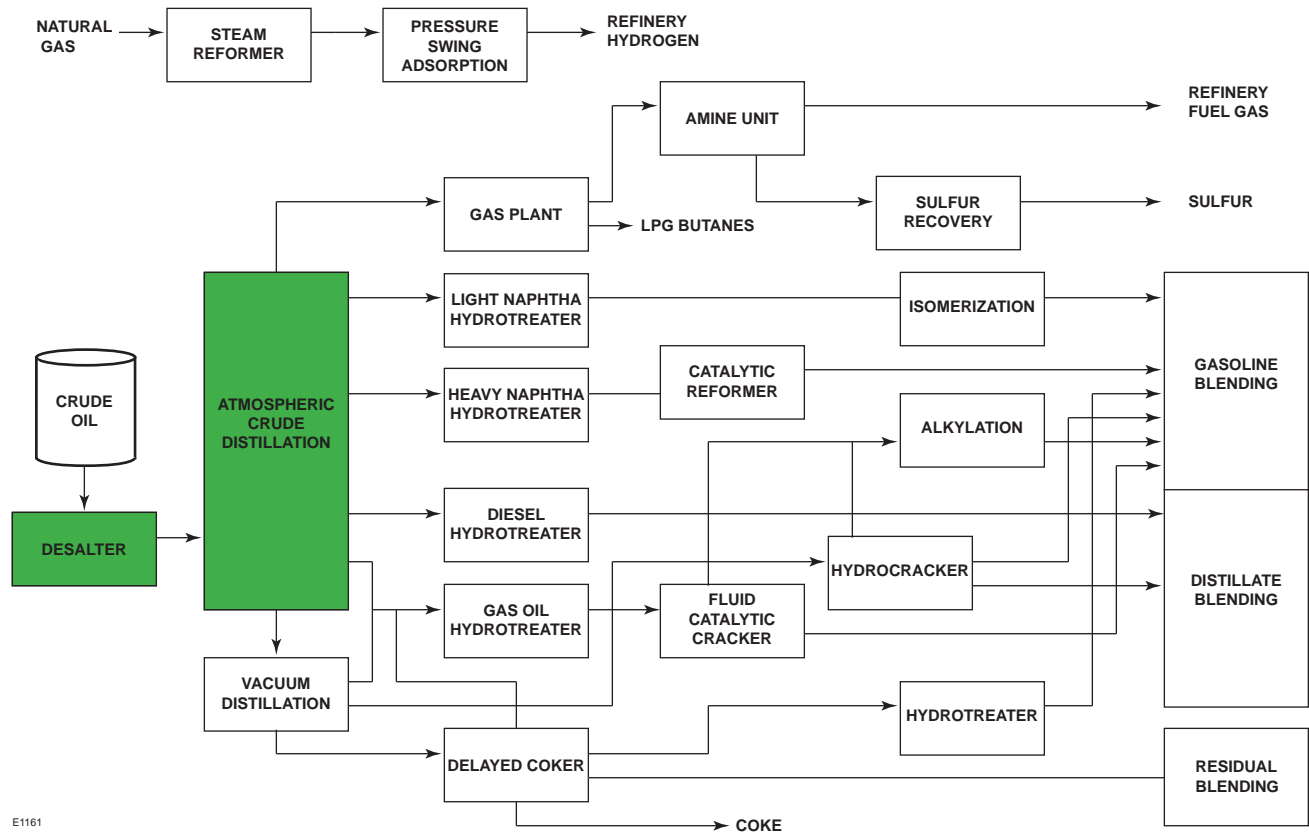 NATURAL
GAS
STEAM
REFORMER
PRESSURE
SWING
ADSORPTION
REFINERY
HYDROGEN
AMINE UNIT
REFINERY
FUEL GAS
GAS PLANT
LPG BUTANES
SULFUR
RECOVERY
SULFUR
LIGHT NAPHTHA
HYDROTREATER
ISOMERIZATION
GASOLINE
BLENDING
CRUDE
OIL
ATMOSPHERIC
CRUDE
DISTILLATION
HEAVY NAPHTHA
HYDROTREATER
CATALYTIC
REFORMER
ALKYLATION
DESALTER
DIESEL
HYDROTREATER
HYDROCRACKER
DISTILLATE
BLENDING
GAS OIL
HYDROTREATER
FLUID
CATALYTIC
CRACKER
VACUUM
DISTILLATION
HYDROTREATER
DELAYED COKER
RESIDUAL
BLENDING
COKE
E1161